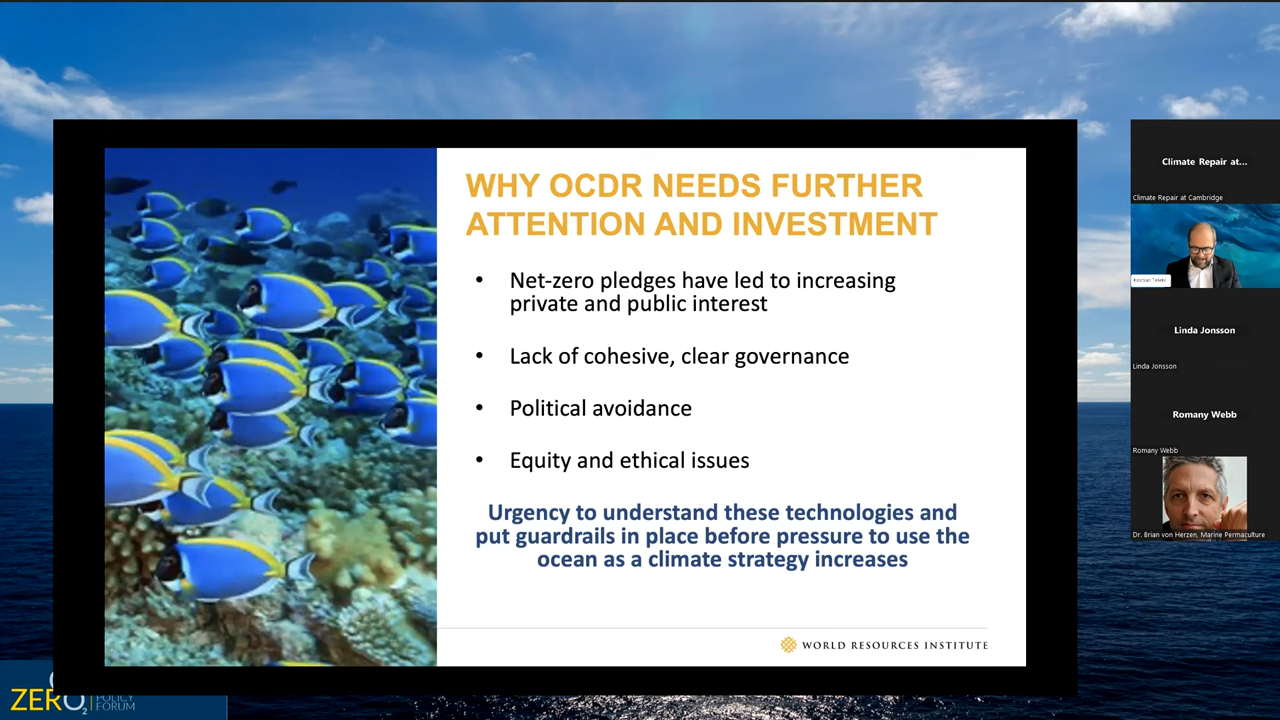 WHY OCDR NEEDS FURTHER
ATTENTION AND INVESTMENT
• Net-zero pledges have led to increasing
private and public interest
• Lack of cohesive, clear governance
• Political avoidance
• Equity and ethical issues
Urgency to understand these technologies and
put guardrails in place before pressure to use the
ocean as a climate strategy increases
WORLD RESOURCES INSTITUTE
Climate Repair at...
Climate Repair at Cambridge
Kristian Teleki
Linda Jonsson
Linda Jonsson
Romany Webb
Romany Webb
Dr. Brian von Herzen, Marine Permaculture
ZERO2
POLICY
FORUM